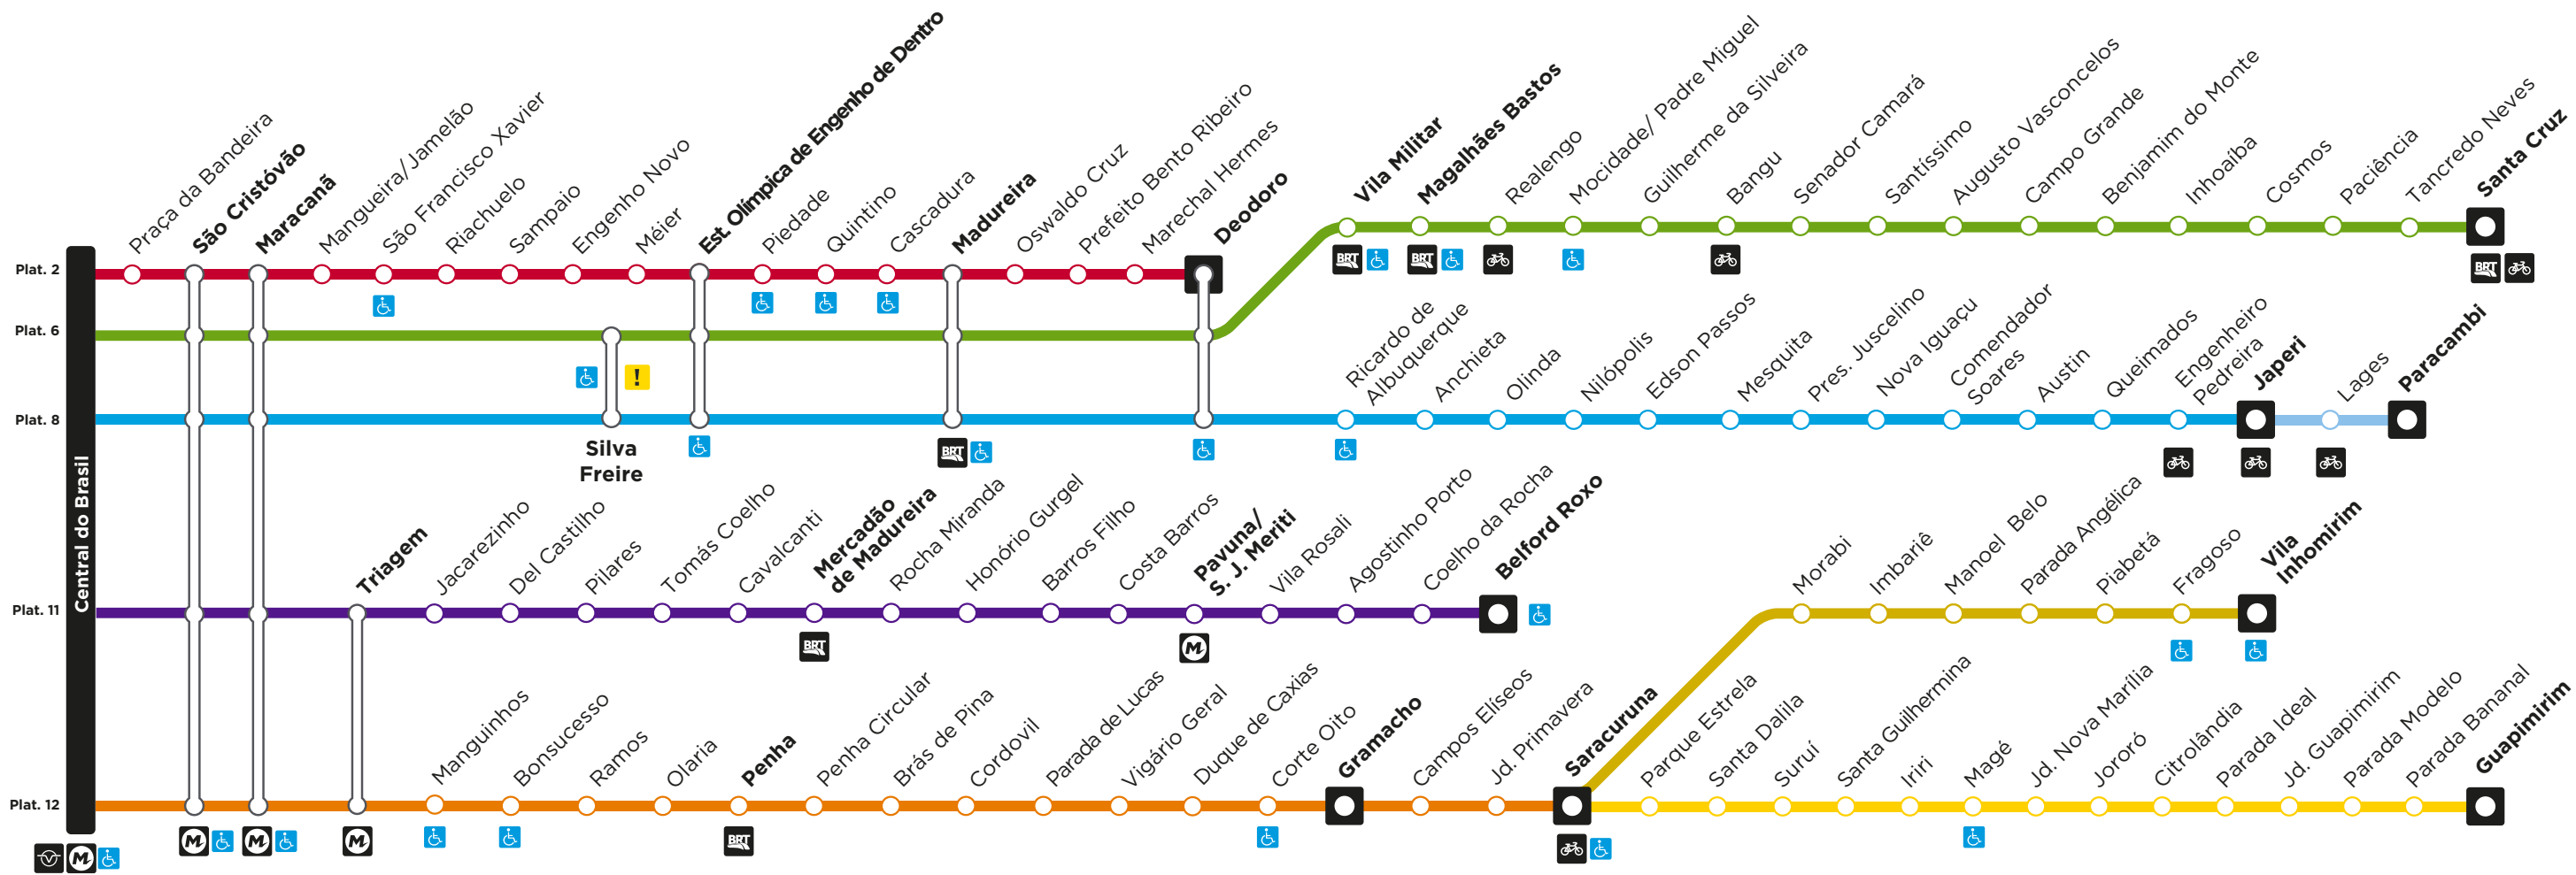 Central do Brasil
Plat. 2
Plat. 6
Plat. 8
Plat. 11
Plat. 12
Praça da Bandeira
São Cristóvão
Maracanã
Mangueira/Jamelão
São Francisco Xavier
Riachuelo
Sampaio
Engenho Novo
Méier
Est Olímpica de Engenho de Dentro
Piedade
Quintino
Cascadura
Madureira
Oswaldo Cruz
Prefeito Bento Ribeiro
Marechal Hermes
Deodoro
Vila Militar
Magalhães Bastos
Realengo
Mocidade/ Padre Miguel
Guilherme da Silveira
Bangu
Senador Camará
Santíssimo
Augusto Vasconcelos
Campo Grande
Benjamim do Monte
Inhoaíba
Cosmos
Paciência
Tancredo Neves
Santa Cruz
BRT
BRT
BRT
!
Silva
Freire
BRT
Ricardo de
Albuquerque
Anchieta
Olinda
Nilópolis
Edson Passos
Mesquita
Pres. Juscelino
Nova Iguaçu
Comendador
Soares
Austin
Queimados
Engenheiro
Pedreira
Japeri
Lages
Paracambi
Triagem
Jacarezinho
Del Castilho
Pilares
Tomás Coelho
Cavalcanti
Mercadão
de Madureira
Rocha Miranda
Honório Gurgel
Barros Filho
Costa Barros
Pavuna/
S. J. Meriti
Vila Rosali
Agostinho Porto
Coelho da Rocha
Belford Roxo
BRT
M
Morabi
Imbariê
Manoel Belo
Parada Angélica
Piabetá
Fragoso
Vila
Inhomirim
Manguinhos
Bonsucesso
Ramos
Olaria
Penha
Penha Circular
Brás de Pina
Cordovil
Parada de Lucas
Vigário Geral
Duque de Caxias
Corte Oito
Gramacho
Campos Elíseos
Jd. Primavera
Saracuruna
Parque Estrela
Santa Dalila
Suruí
Santa Guilhermina
Iriri
Magé
Jd. Nova Marília
Jororó
Citrolândia
Parada Ideal
Jd. Guapimirim
Parada Modelo
Parada Bananal
Guapimirim
M
M
M
M
BRT